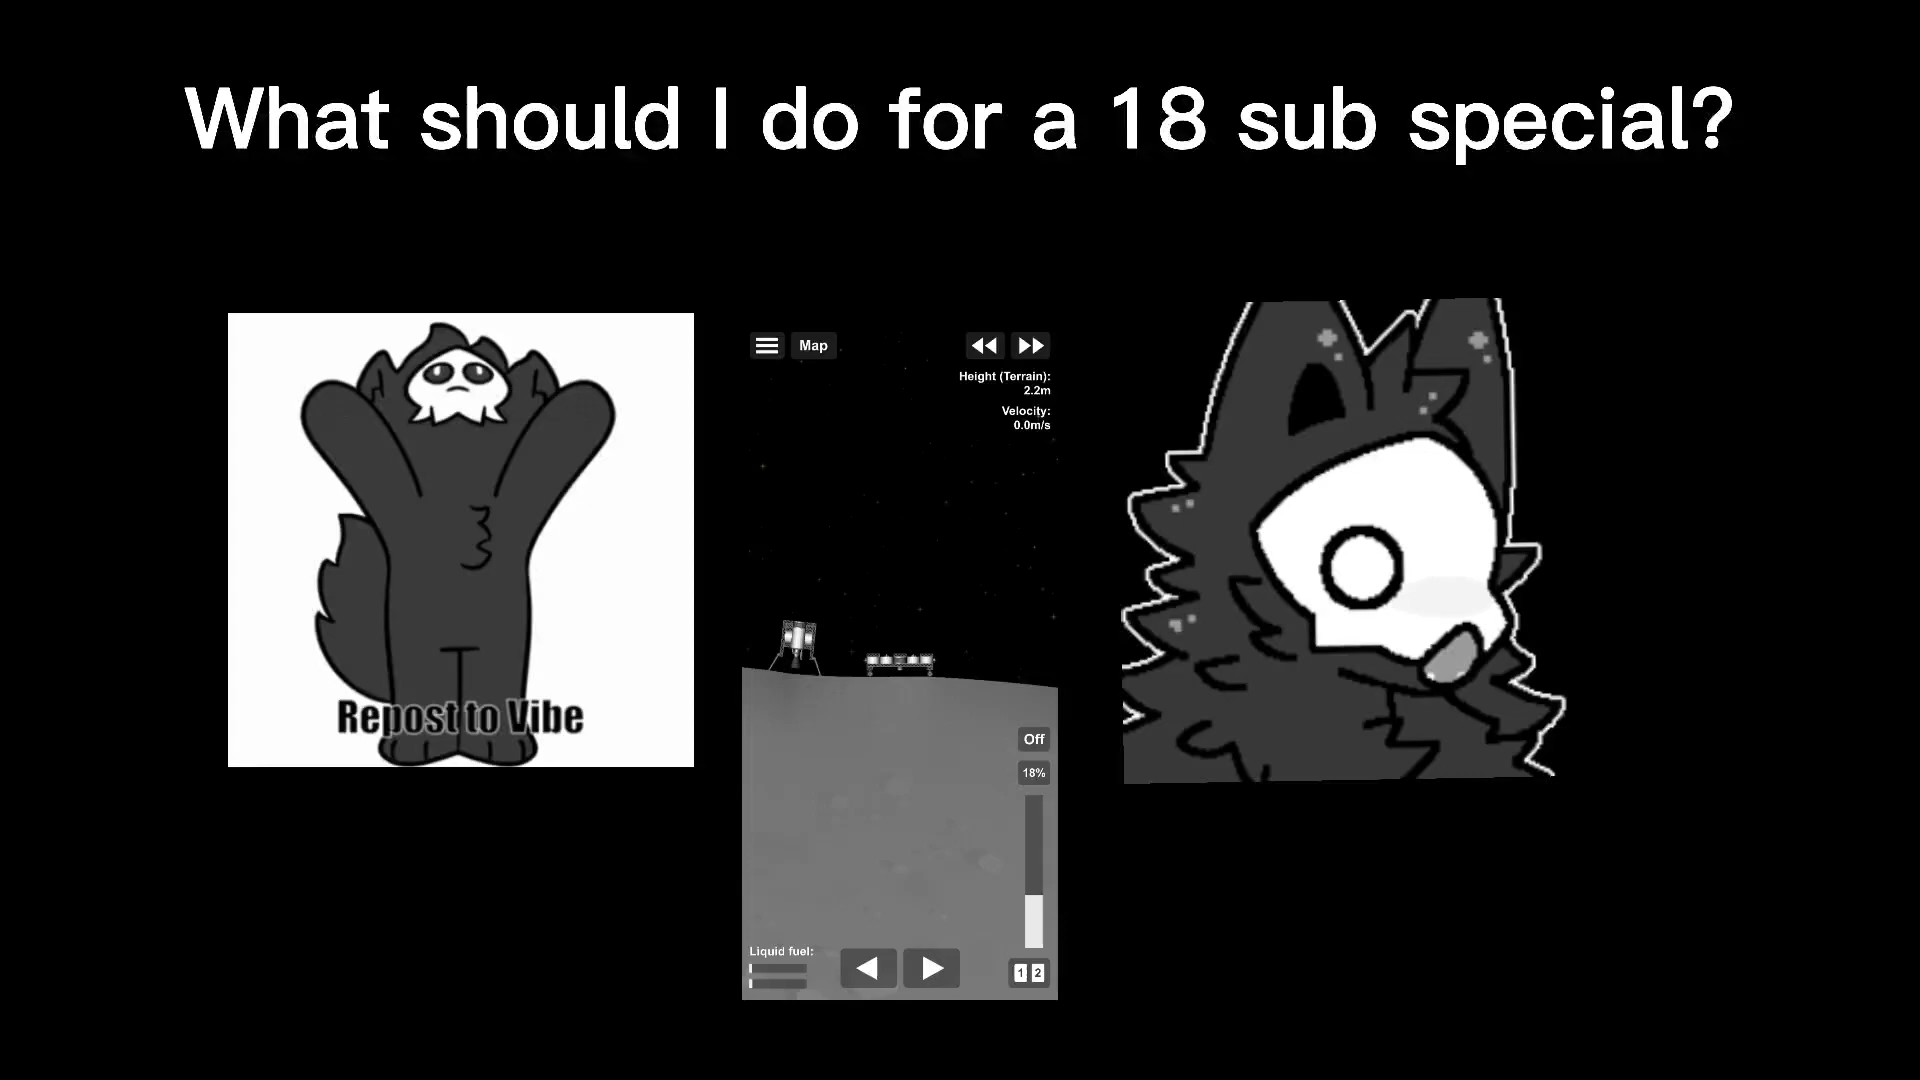 What should I do for a 18 sub special?
Repost to Vibe
Map
Height (Terrain):
2.2m
Velocity:
0.0m/s
Off
18%
Liquid fuel:
1 2